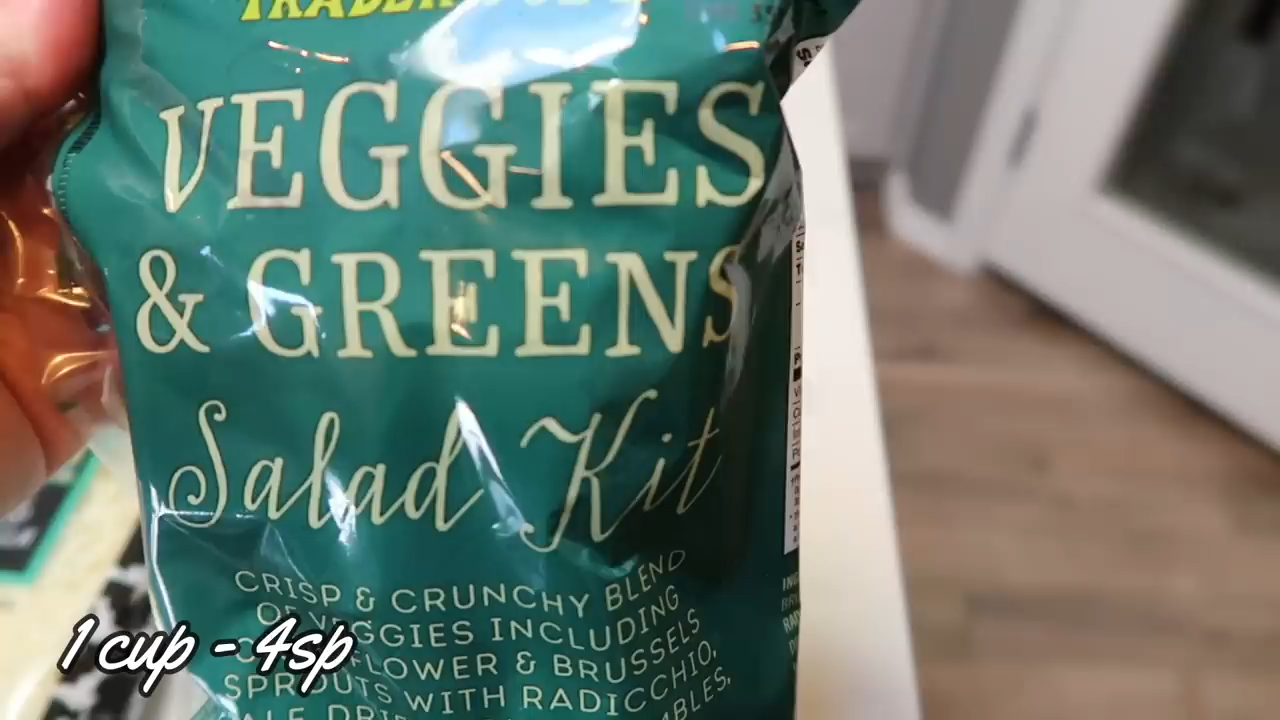 VEGGIES
& GREENS
Salad Kit
CRISP & CRUNCHY BLEND
OF VEGGIES INCLUDING
FLOWER & BRUSSELS
SPROUTS WITH RADICCHIO,
1 cup - 4sp